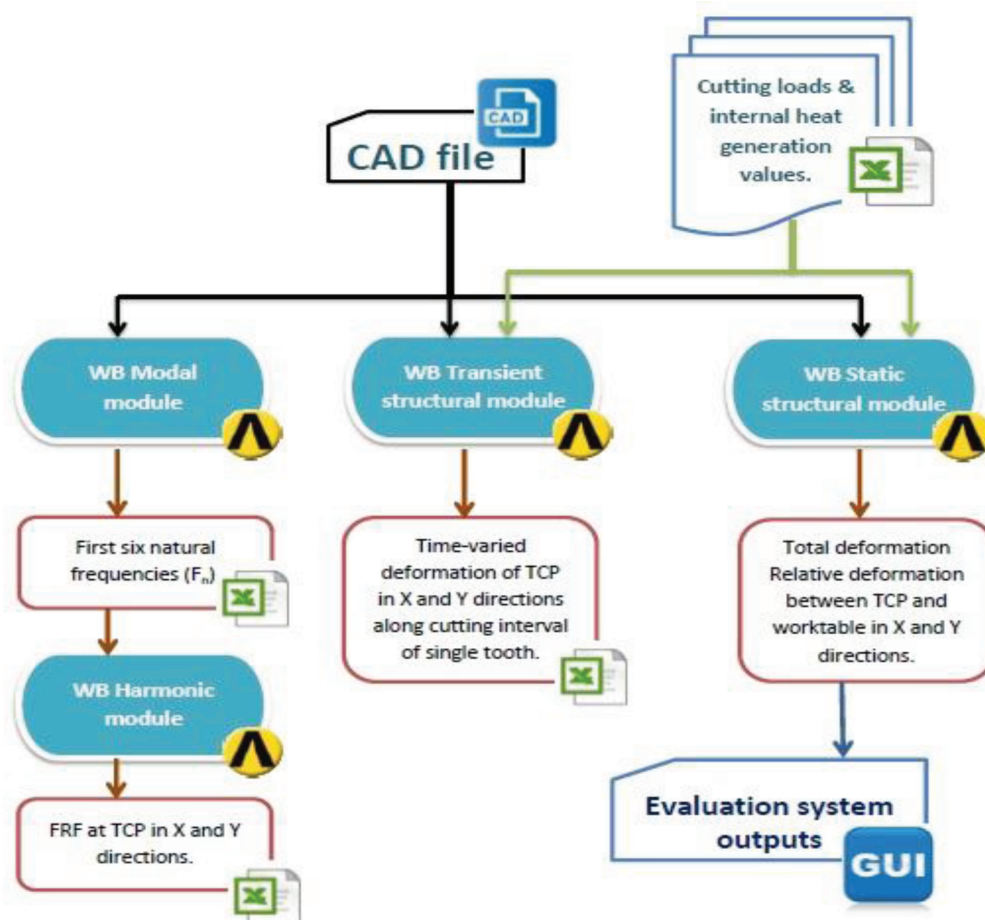 CAD
CAD file
Cutting loads &
internal heat
generation
values.
WB Modal
module
WB Transient
structural module
WB Static
structural module
First six natural
frequencies (Fₙ)
Time-varied
deformation of TCP
in X and Y directions
along cutting interval
of single tooth.
Total deformation
Relative deformation
between TCP and
worktable in X and Y
directions.
WB Harmonic
module
FRF at TCP in X and Y
directions.
Evaluation system
outputs
GUI